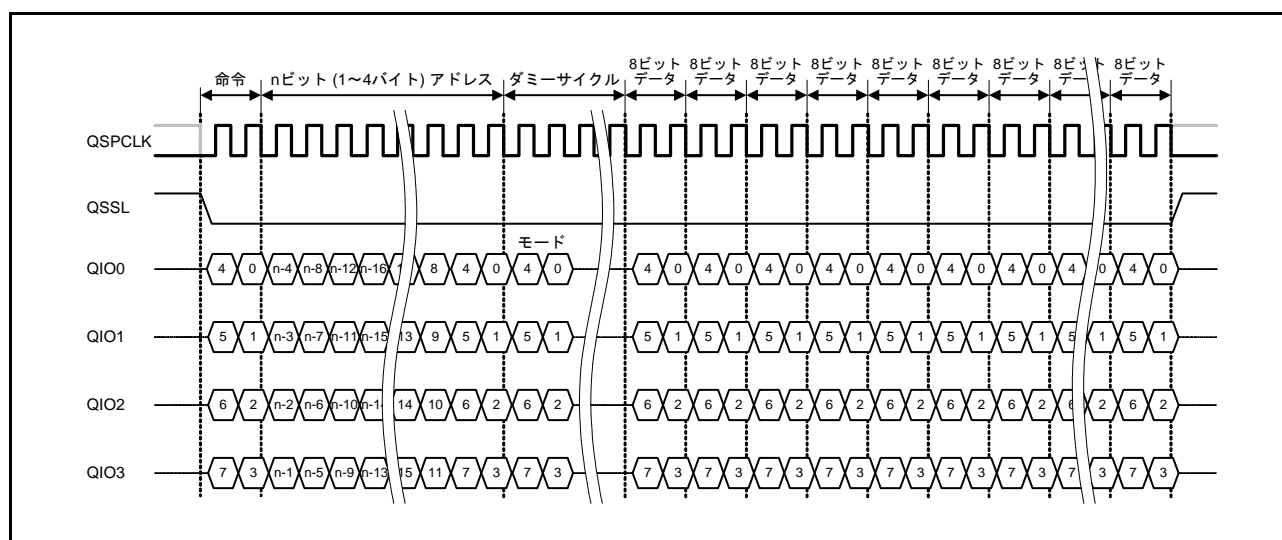 8ビット 8ビット 8ビット 8ビット 8ビット 8ビット 8ビット 8ビット 8ビット
命令 nビット (1～4バイト) アドレス ダミーサイクル データ データ データ データ データ データ データ データ
QSPCLK
QSSL
モード
QIO0 4 0 n-4 n-8 n-12 n-16 8 4 0 4 0 4 0 4 0 4 0 4 0 4 0 4 0 4 0 4 0 4 0
QIO1 5 1 n-3 n-7 n-11 n-15 13 9 5 1 5 1 5 1 5 1 5 1 5 1 5 1 5 1 5 1 5 1 5 1
QIO2 6 2 n-2 n-6 n-10 n-14 14 10 6 2 6 2 6 2 6 2 6 2 6 2 6 2 6 2 6 2 6 2 6 2
QIO3 7 3 n-1 n-5 n-9 n-13 15 11 7 3 7 3 7 3 7 3 7 3 7 3 7 3 7 3 7 3 7 3 7 3